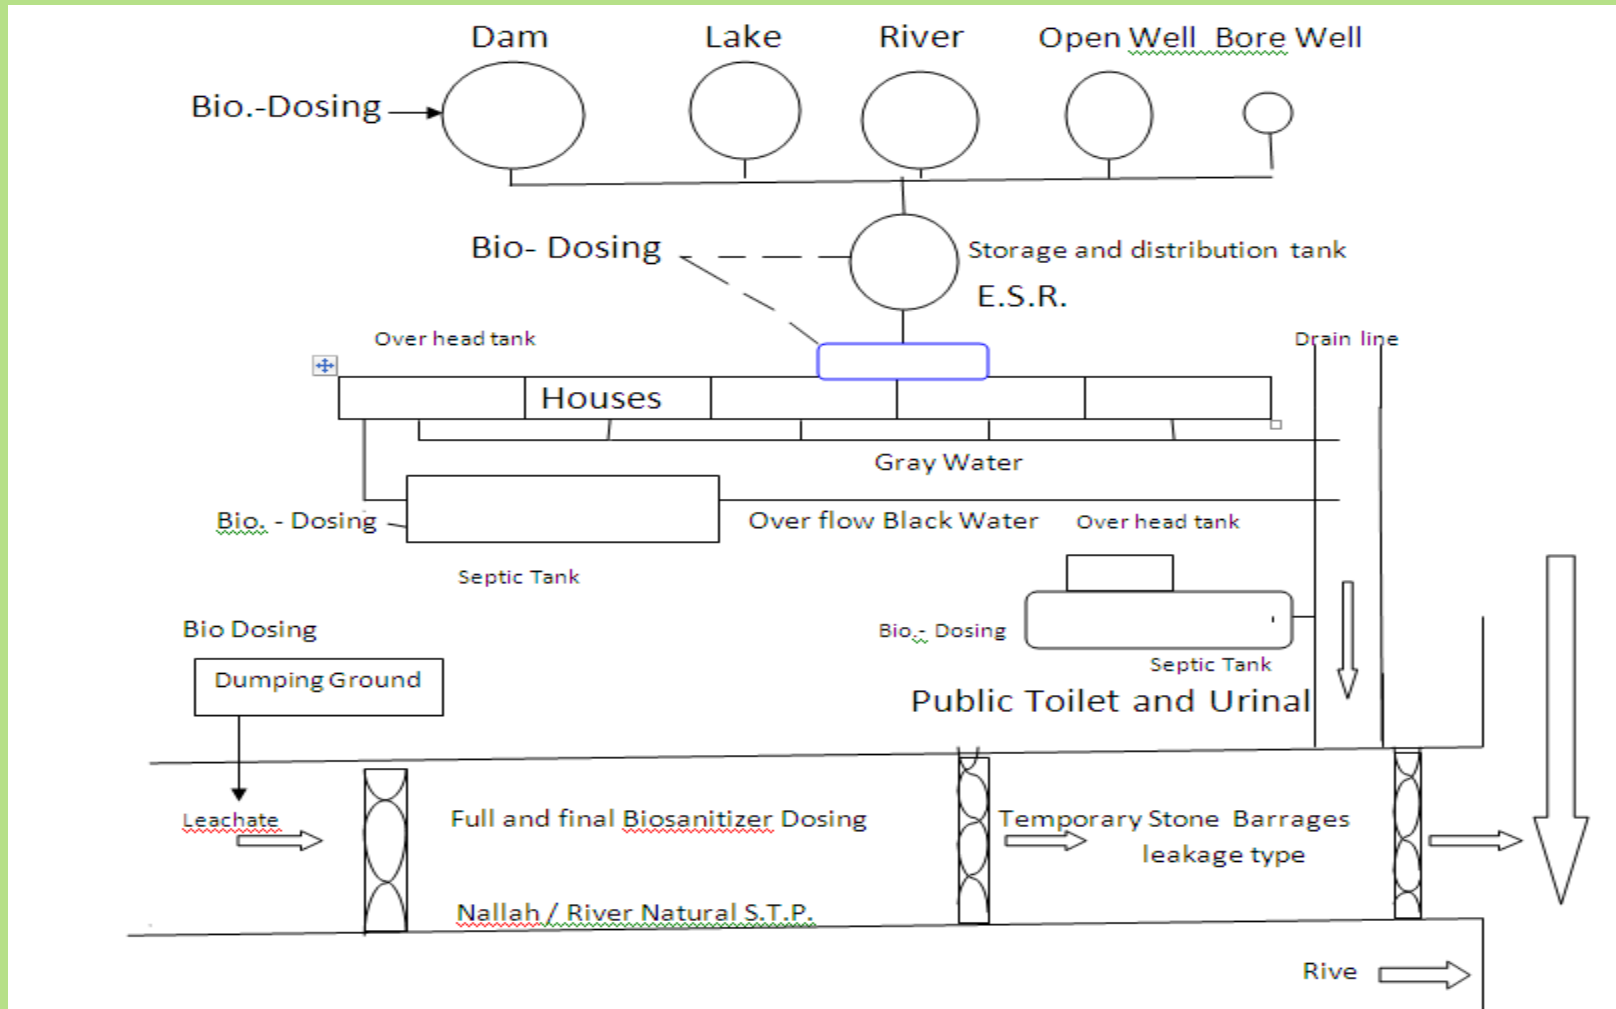 Dam Lake River Open Well Bore Well
Bio.-Dosing
Bio- Dosing
Storage and distribution tank
E.S.R.
Over head tank
Drain line
Houses
Gray Water
Bio. - Dosing
Over flow Black Water
Over head tank
Septic Tank
Bio Dosing
Bio.- Dosing
Septic Tank
Dumping Ground
Public Toilet and Urinal
Leachate
Full and final Biosanitizer Dosing
Temporary Stone Barrages
leakage type
Nallah / River Natural S.T.P.
Rive